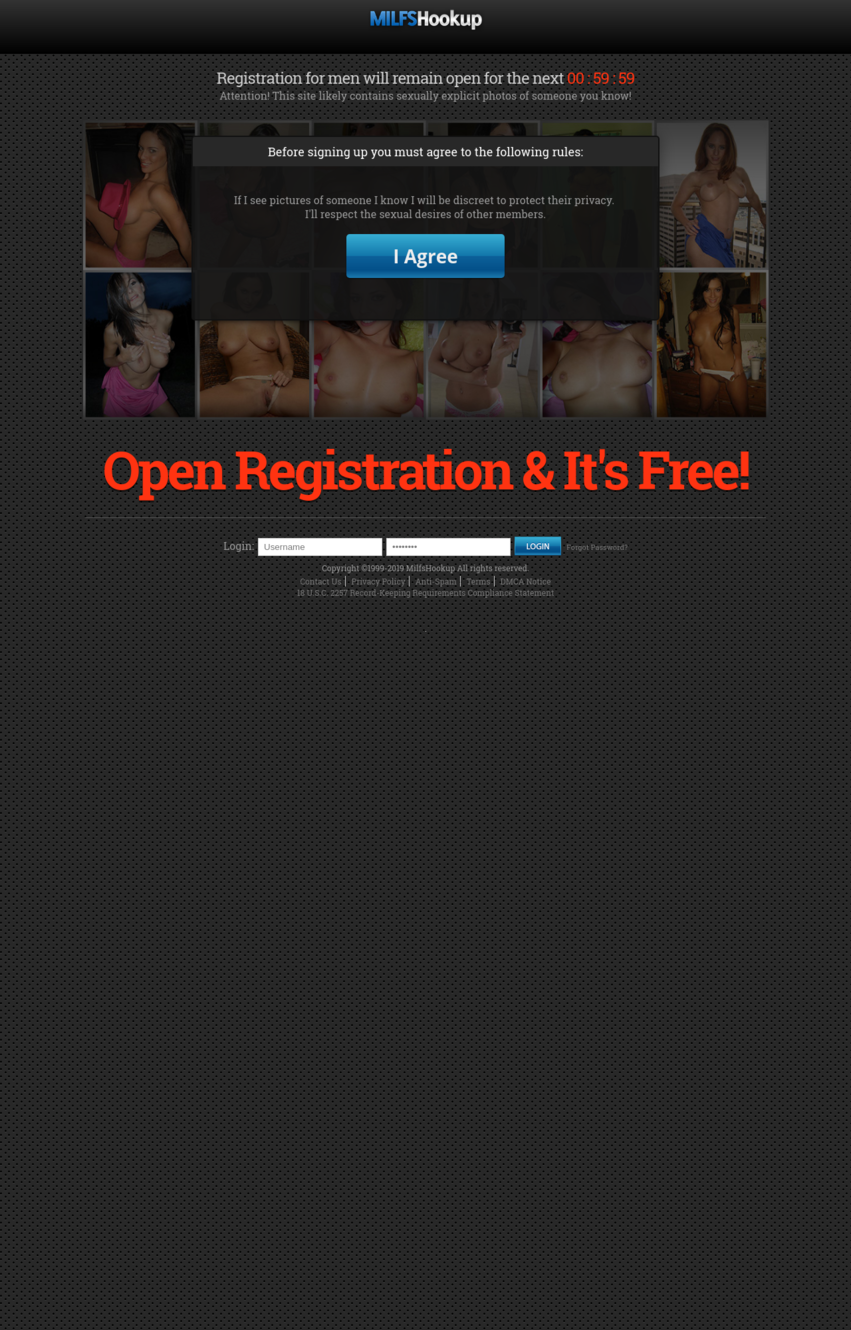 MILFSHookup
Registration for men will remain open for the next 00 : 59 : 59
Attention! This site likely contains sexually explicit photos of someone you know!
Before signing up you must agree to the following rules:
If I see pictures of someone I know I will be discreet to protect their privacy.
I'll respect the sexual desires of other members.
I Agree
Open Registration & It's Free!
Login: Username •••••••• LOGIN Forgot Password?
Copyright ©1999-2019 MilfsHookup All rights reserved.
Contact Us | Privacy Policy | Anti-Spam | Terms | DMCA Notice
18 U.S.C. 2257 Record-Keeping Requirements Compliance Statement
.